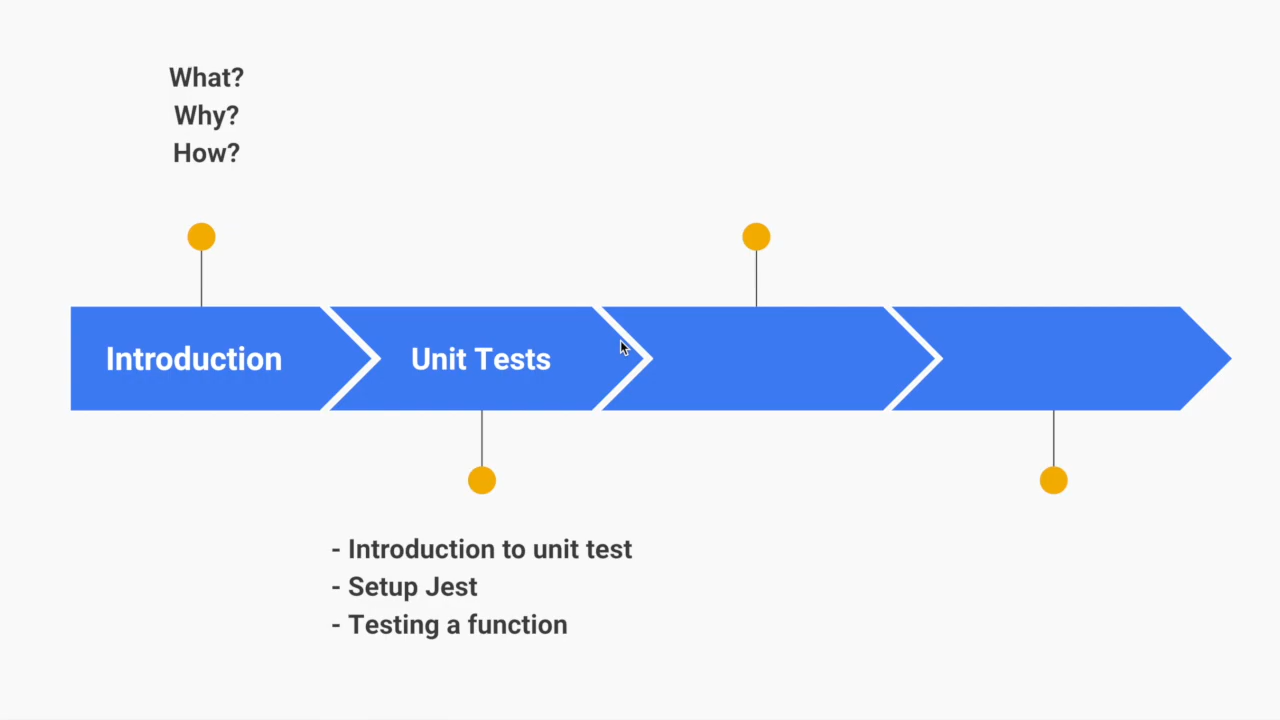 What?
Why?
How?
Introduction
Unit Tests
- Introduction to unit test
- Setup Jest
- Testing a function